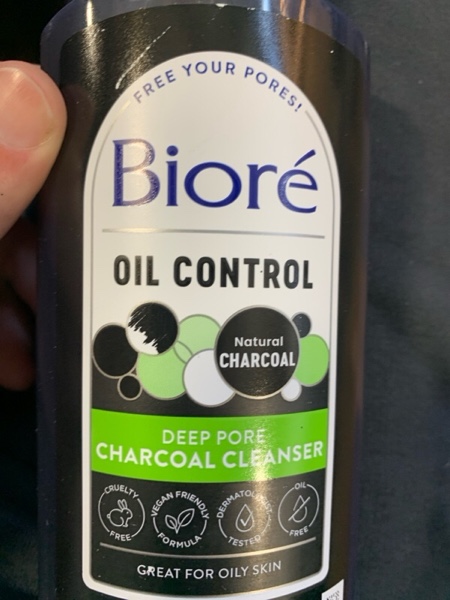 FREE YOUR PORES!
Bioré
OIL CONTROL
Natural
CHARCOAL
DEEP PORE
CHARCOAL CLEANSER
CRUELTY FREE
VEGAN FRIENDLY FORMULA
DERMATOLOGIST TESTED
OIL FREE
GREAT FOR OILY SKIN